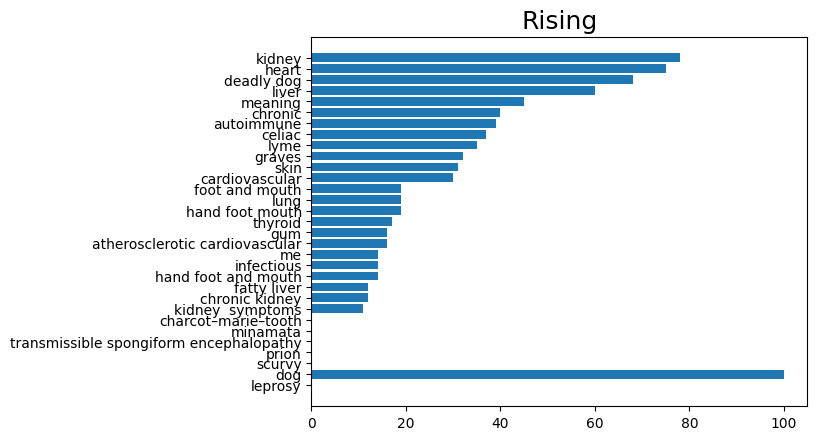 Rising
kidney
heart
deadly dog
liver
meaning
chronic
autoimmune
celiac
lyme
graves
skin
cardiovascular
foot and mouth
lung
hand foot mouth
thyroid
gum
atherosclerotic cardiovascular
me
infectious
hand foot and mouth
fatty liver
chronic kidney
kidney  symptoms
charcot–marie–tooth
minamata
transmissible spongiform encephalopathy
prion
scurvy
dog
leprosy
0 20 40 60 80 100